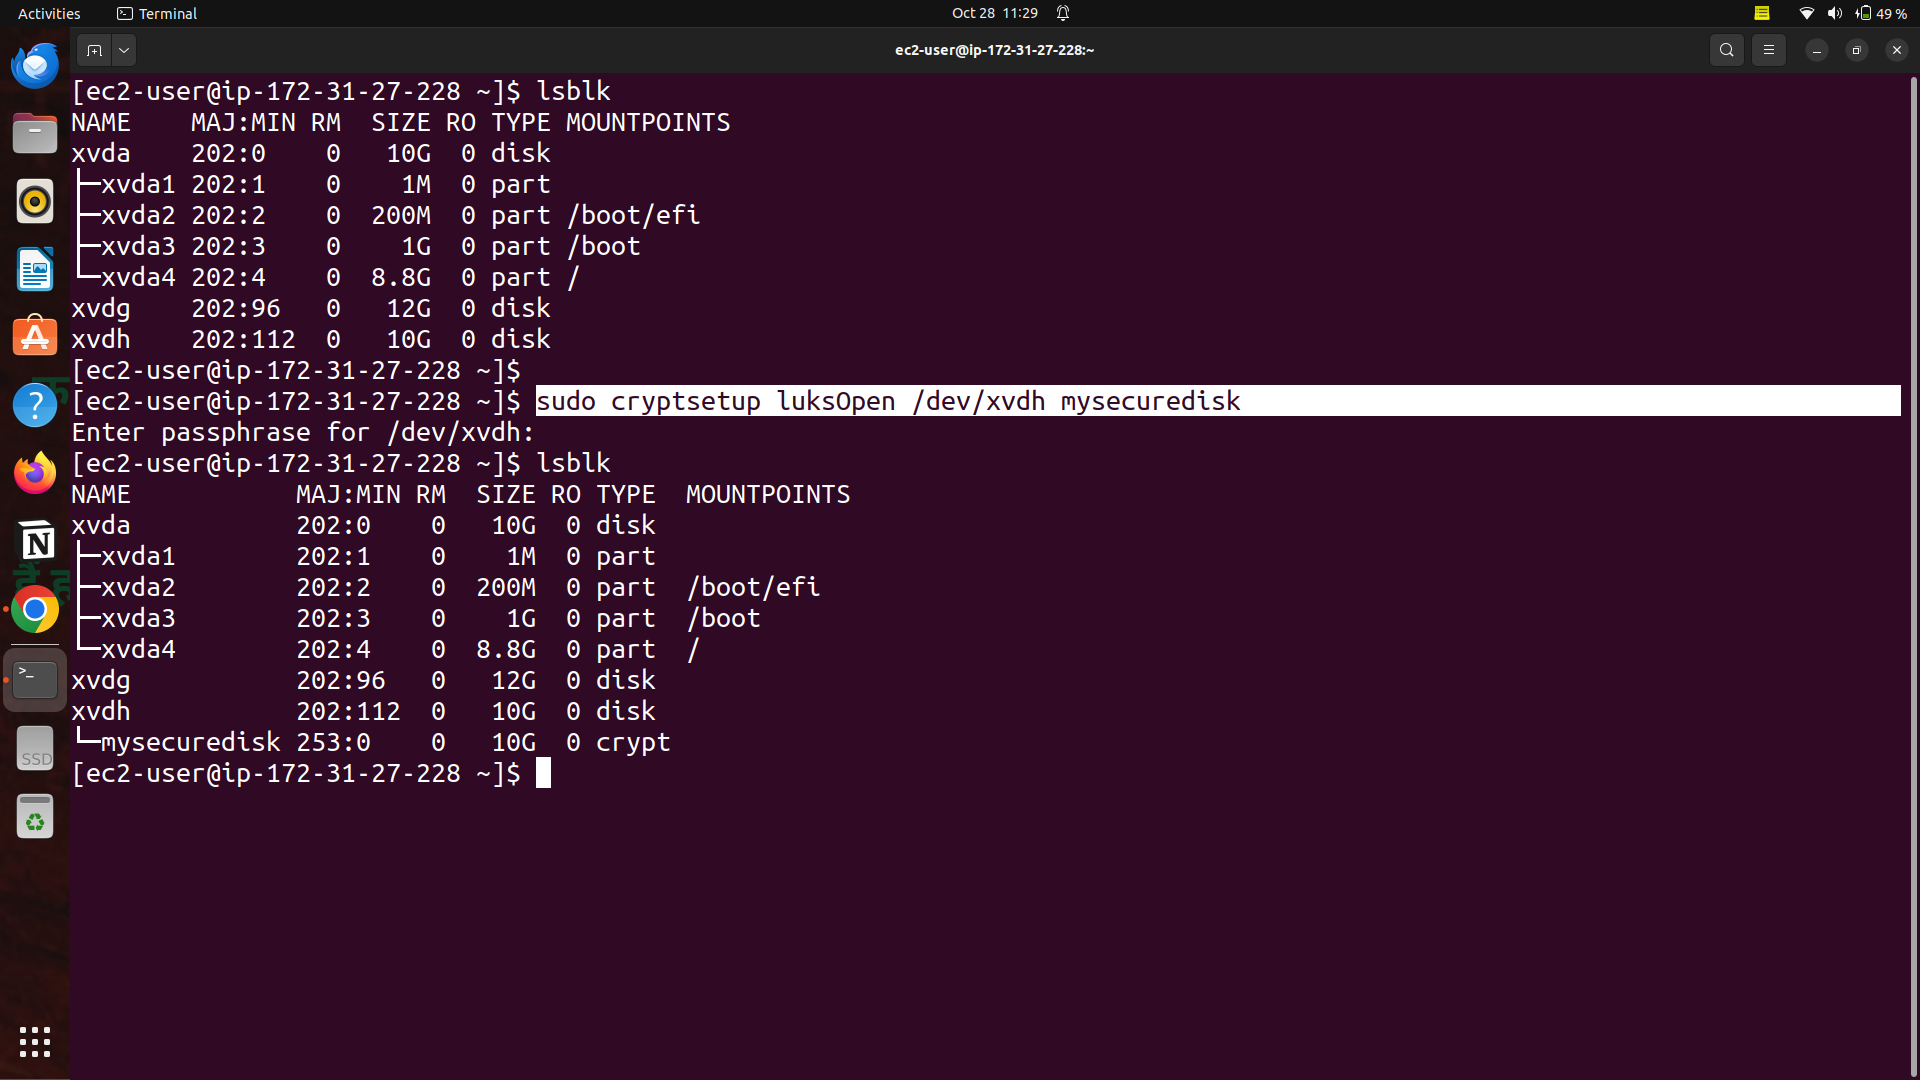 Activities Terminal Oct 28 11:29 49 %
ec2-user@ip-172-31-27-228:~
[ec2-user@ip-172-31-27-228 ~]$ lsblk
NAME    MAJ:MIN RM  SIZE RO TYPE MOUNTPOINTS
xvda    202:0    0   10G  0 disk
├─xvda1 202:1    0    1M  0 part
├─xvda2 202:2    0  200M  0 part /boot/efi
├─xvda3 202:3    0    1G  0 part /boot
└─xvda4 202:4    0  8.8G  0 part /
xvdg    202:96   0   12G  0 disk
xvdh    202:112  0   10G  0 disk
[ec2-user@ip-172-31-27-228 ~]$
[ec2-user@ip-172-31-27-228 ~]$ sudo cryptsetup luksOpen /dev/xvdh mysecuredisk
Enter passphrase for /dev/xvdh:
[ec2-user@ip-172-31-27-228 ~]$ lsblk
NAME           MAJ:MIN RM  SIZE RO TYPE  MOUNTPOINTS
xvda           202:0    0   10G  0 disk
├─xvda1        202:1    0    1M  0 part
├─xvda2        202:2    0  200M  0 part  /boot/efi
├─xvda3        202:3    0    1G  0 part  /boot
└─xvda4        202:4    0  8.8G  0 part  /
xvdg           202:96   0   12G  0 disk
xvdh           202:112  0   10G  0 disk
└─mysecuredisk 253:0    0   10G  0 crypt
[ec2-user@ip-172-31-27-228 ~]$
SSD